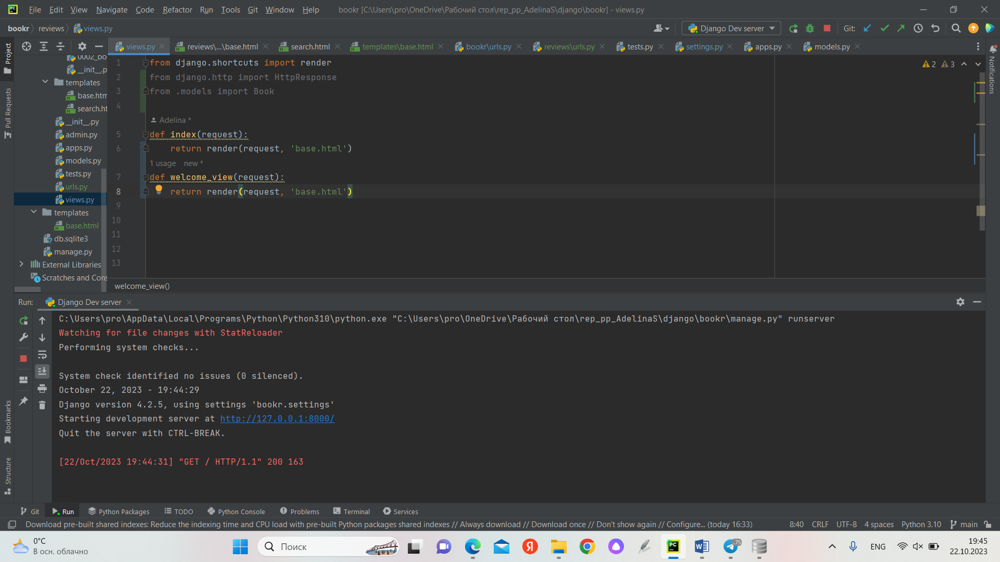 File Edit View Navigate Code Refactor Run Tools Git Window Help bookr [C:\Users\pro\OneDrive\Рабочий стол\rep_pp_AdelinaS\django\bookr] - views.py
bookr reviews views.py Django Dev server Git:
views.py reviews\...\base.html search.html templates\base.html bookr\urls.py reviews\urls.py tests.py settings.py apps.py models.py
Project
Pull Requests
Bookmarks
Structure
Notifications
0002_bo
__init__.p
templates
base.htm
search.ht
__init__.py
admin.py
apps.py
models.py
tests.py
urls.py
views.py
templates
base.html
db.sqlite3
manage.py
External Libraries
Scratches and Cons
2 3
1 from django.shortcuts import render
2 from django.http import HttpResponse
3 from .models import Book
4
Adelina *
5 def index(request):
6 return render(request, 'base.html')
1 usage new *
7 def welcome_view(request):
8 return render(request, 'base.html')
9
10
11
12
13
welcome_view()
Run: Django Dev server
C:\Users\pro\AppData\Local\Programs\Python\Python310\python.exe "C:\Users\pro\OneDrive\Рабочий стол\rep_pp_AdelinaS\django\bookr\manage.py" runserver
Watching for file changes with StatReloader
Performing system checks...
System check identified no issues (0 silenced).
October 22, 2023 - 19:44:29
Django version 4.2.5, using settings 'bookr.settings'
Starting development server at http://127.0.0.1:8000/
Quit the server with CTRL-BREAK.
[22/Oct/2023 19:44:31] "GET / HTTP/1.1" 200 163
Git Run Python Packages TODO Python Console Problems Terminal Services
Download pre-built shared indexes: Reduce the indexing time and CPU load with pre-built Python packages shared indexes // Always download // Download once // Don't show again // Configure... (today 16:33) 8:40 CRLF UTF-8 4 spaces Python 3.10 main
0°C
В осн. облачно
Поиск
ENG
19:45
22.10.2023